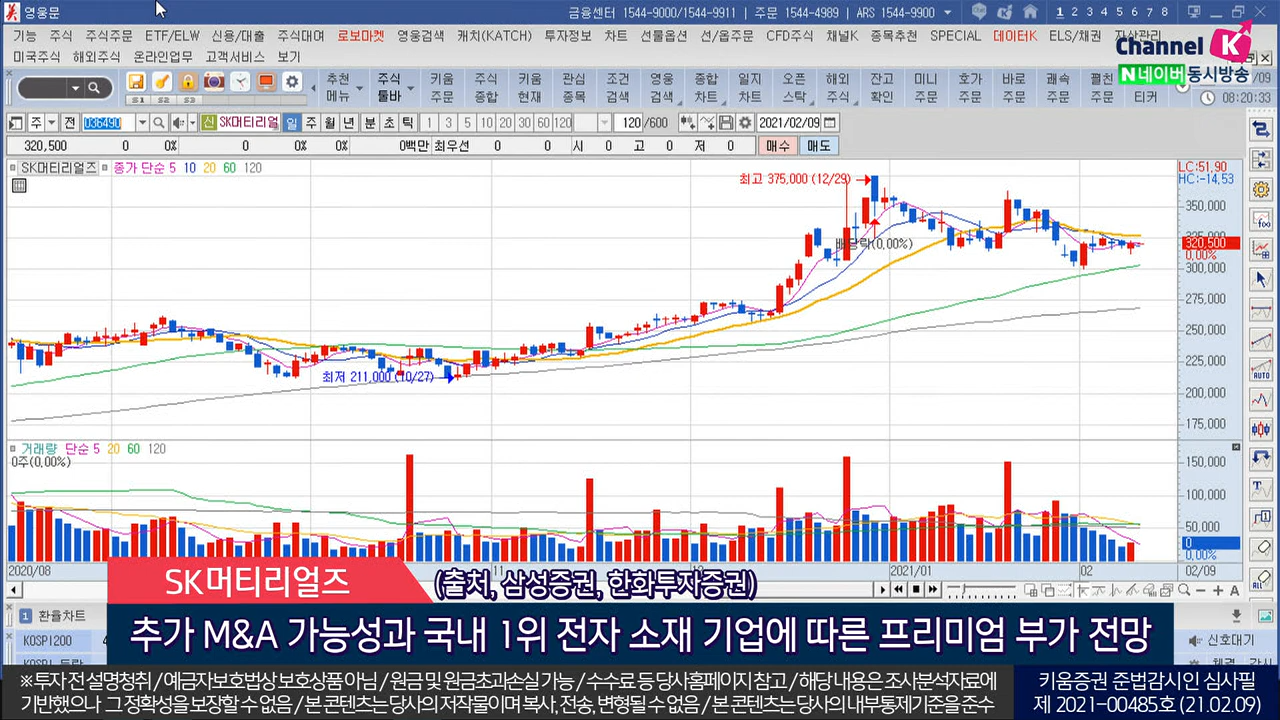 영웅문
금융센터 1544-9000/1544-9911 | 주문 1544-4989 | ARS 1544-9900
1 2 3 4 5 6 7 8
기능 주식 주식주문 ETF/ELW 신용/대출 주식대여 로보마켓 영웅검색 캐치(KATCH) 투자정보 차트 선물옵션 선/옵주문 CFD주식 채널K 종목추천 SPECIAL 데이터K ELS/채권 자산관리
미국주식 해외주식 온라인업무 고객서비스 보기
Channel K
N네이버 동시방송
08:20:33
S1 S2 S3
추천 메뉴 주식 툴바 키움 주문 주식 종합 키움 현재 관심 종목 조건 검색 영웅 검색 종합 차트 일지 차트 오픈 스탁 해외 주식 잔고 확인 미니 주문 호가 주문 바로 주문 쾌속 주문 펼친 주문 티커
주 전 036490 신 SK머티리얼 일 주 월 년 분 초 틱 1 3 5 10 20 30 60 120 120 /600 2021/02/09
320,500 0 0% 0 0% 0% 0백만 최우선 0 0 시 0 고 0 저 0 매수 매도
SK머티리얼즈 종가 단순 5 10 20 60 120
LC:51.90
HC:-14.53
최고 375,000 (12/29)
배당락(0.00%)
최저 211,000 (10/27)
350,000
325,000
320,500
0.00%
300,000
275,000
250,000
225,000
200,000
175,000
거래량 단순 5 20 60 120
0주(0.00%)
150,000
100,000
50,000
0
0.00%
2020/08 11 12 2021/01 02 02/09
SK머티리얼즈
(출처, 삼성증권, 한화투자증권)
1 환율차트
KOSPI200
신호대기
추가 M&A 가능성과 국내 1위 전자 소재 기업에 따른 프리미엄 부가 전망
※ 투자 전 설명청취 / 예금자보호법상 보호상품 아님 / 원금 및 원금초과손실 가능 / 수수료 등 당사홈페이지 참고 / 해당 내용은 조사분석자료에
기반했으나 그 정확성을 보장할 수 없음 / 본 콘텐츠는 당사의 저작물이며 복사, 전송, 변형될 수 없음 / 본 콘텐츠는 당사의 내부통제기준을 준수
키움증권 준법감시인 심사필
제 2021-00485호 (21.02.09)